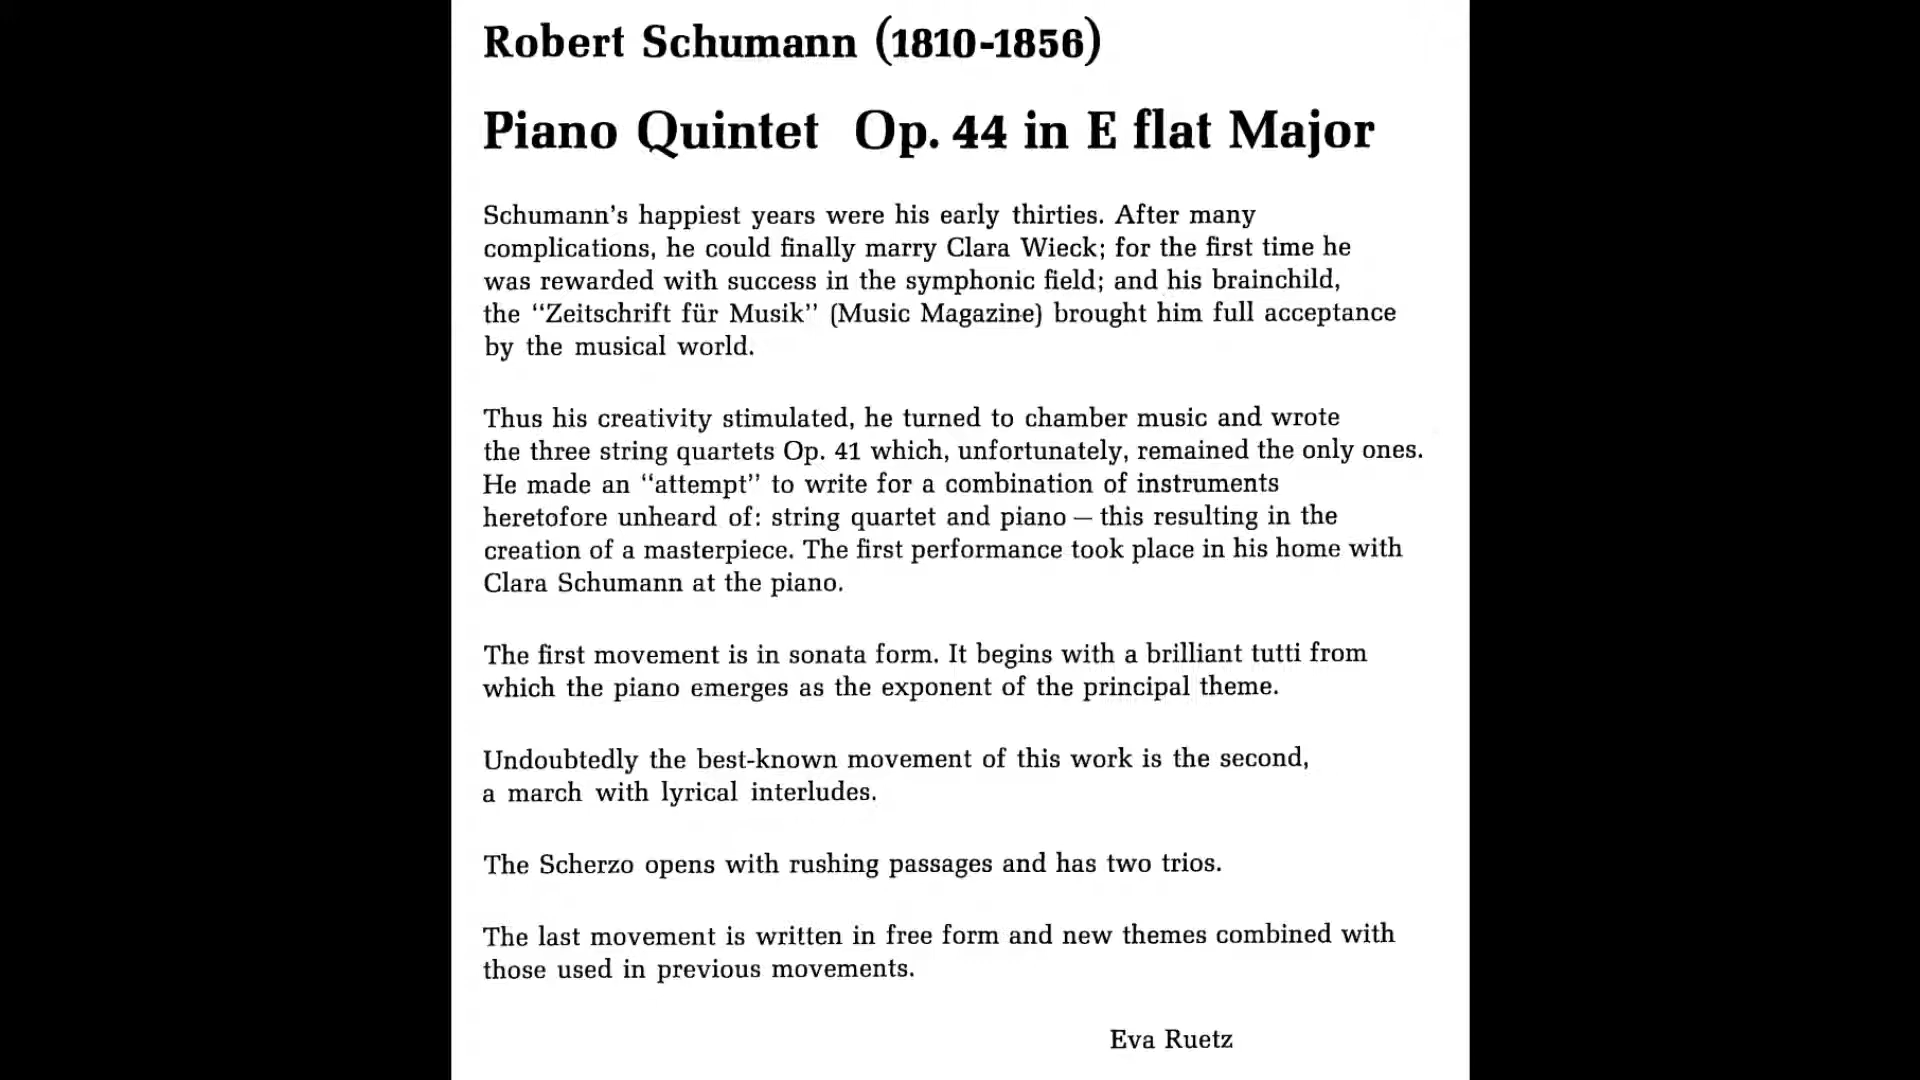 Robert Schumann (1810-1856)
Piano Quintet Op. 44 in E flat Major
Schumann's happiest years were his early thirties. After many
complications, he could finally marry Clara Wieck; for the first time he
was rewarded with success in the symphonic field; and his brainchild,
the “Zeitschrift für Musik” (Music Magazine) brought him full acceptance
by the musical world.
Thus his creativity stimulated, he turned to chamber music and wrote
the three string quartets Op. 41 which, unfortunately, remained the only ones.
He made an “attempt” to write for a combination of instruments
heretofore unheard of: string quartet and piano — this resulting in the
creation of a masterpiece. The first performance took place in his home with
Clara Schumann at the piano.
The first movement is in sonata form. It begins with a brilliant tutti from
which the piano emerges as the exponent of the principal theme.
Undoubtedly the best-known movement of this work is the second,
a march with lyrical interludes.
The Scherzo opens with rushing passages and has two trios.
The last movement is written in free form and new themes combined with
those used in previous movements.
Eva Ruetz